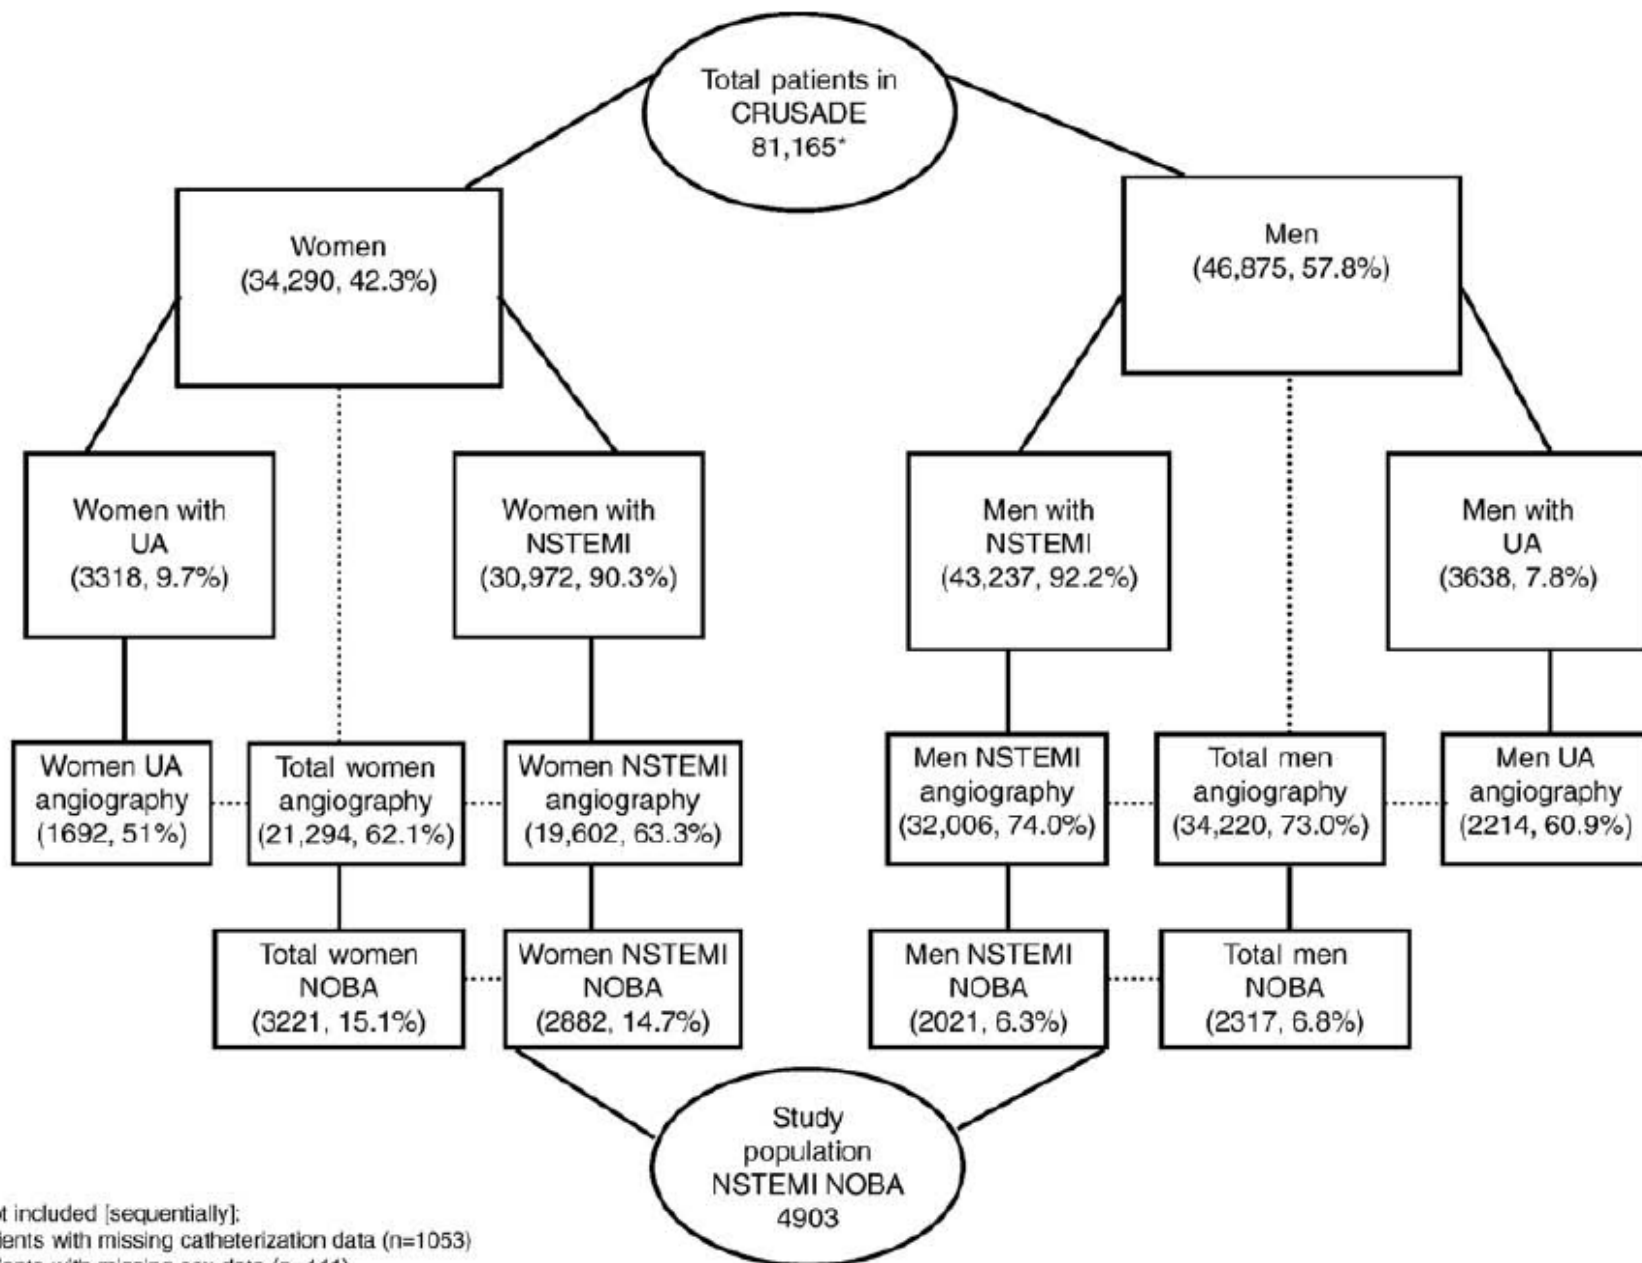 Total patients in
CRUSADE
81,165*
Women
(34,290, 42.3%)
Men
(46,875, 57.8%)
Women with
UA
(3318, 9.7%)
Women with
NSTEMI
(30,972, 90.3%)
Men with
NSTEMI
(43,237, 92.2%)
Men with
UA
(3638, 7.8%)
Women UA
angiography
(1692, 51%)
Total women
angiography
(21,294, 62.1%)
Women NSTEMI
angiography
(19,602, 63.3%)
Men NSTEMI
angiography
(32,006, 74.0%)
Total men
angiography
(34,220, 73.0%)
Men UA
angiography
(2214, 60.9%)
Total women
NOBA
(3221, 15.1%)
Women NSTEMI
NOBA
(2882, 14.7%)
Men NSTEMI
NOBA
(2021, 6.3%)
Total men
NOBA
(2317, 6.8%)
Study
population
NSTEMI NOBA
4903
included [sequentially]:
with missing catheterization data (n=1053)